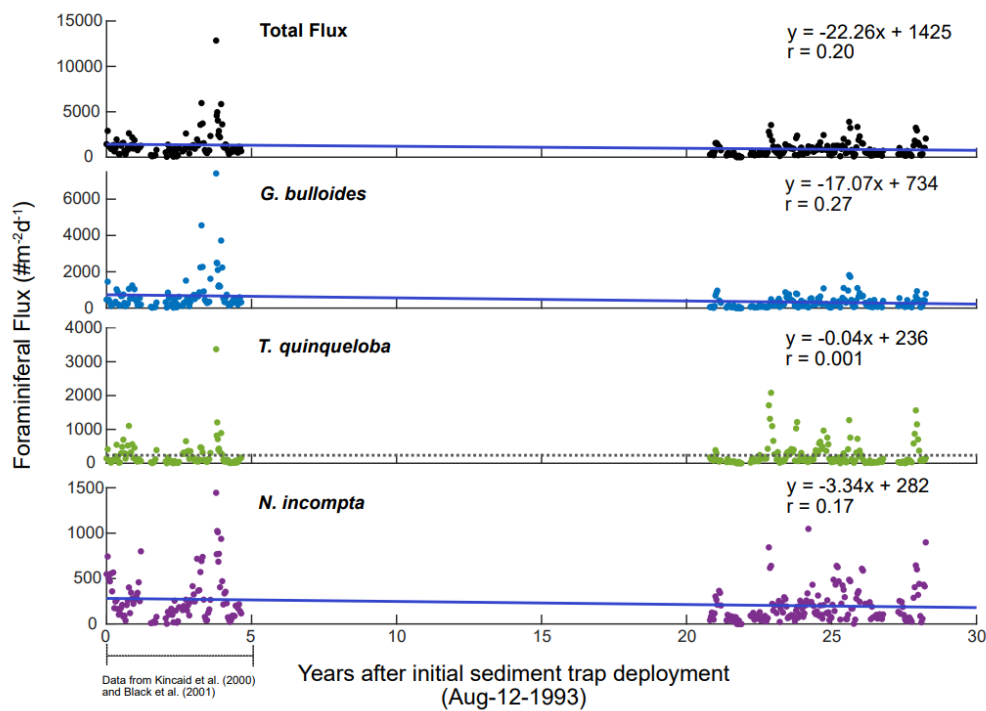 15000
Total Flux
y = -22.26x + 1425
r = 0.20
10000
5000
0
G. bulloides
y = -17.07x + 734
r = 0.27
6000
4000
2000
0
4000
T. quinqueloba
y = -0.04x + 236
r = 0.001
3000
2000
1000
0
1500
N. incompta
y = -3.34x + 282
r = 0.17
1000
500
0
Foraminiferal Flux (#m-2d-1)
0 5 10 15 20 25 30
Data from Kincaid et al. (2000)
and Black et al. (2001)
Years after initial sediment trap deployment
(Aug-12-1993)